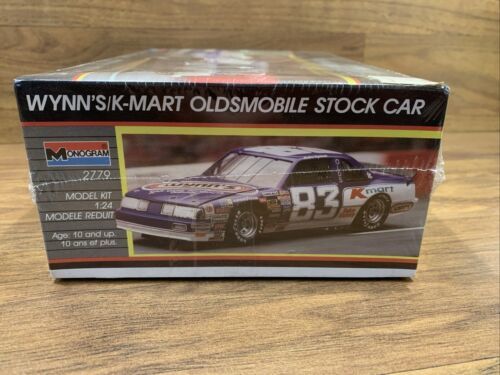 WYNN'S/K-MART OLDSMOBILE STOCK CAR
MONOGRAM
2779
MODEL KIT
1:24
MODELE REDUIT
Age: 10 and up.
10 ans et plus.
WYNN'S
83
Kmart